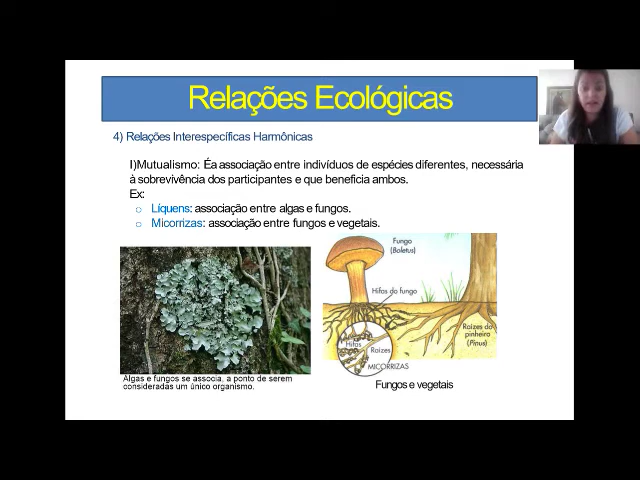 Relações Ecológicas
4) Relações Interespecíficas Harmônicas
I)Mutualismo: É a associação entre indivíduos de espécies diferentes, necessária
à sobrevivência dos participantes e que beneficia ambos.
Ex:
○ Líquens: associação entre algas e fungos.
○ Micorrizas: associação entre fungos e vegetais.
Fungo
(Boletus)
Hifas do fungo
Hifas
Raízes
MICORRIZAS
Raízes do
pinheiro
(Pinus)
Algas e fungos se associa, a ponto de serem
consideradas um único organismo.
Fungos e vegetais